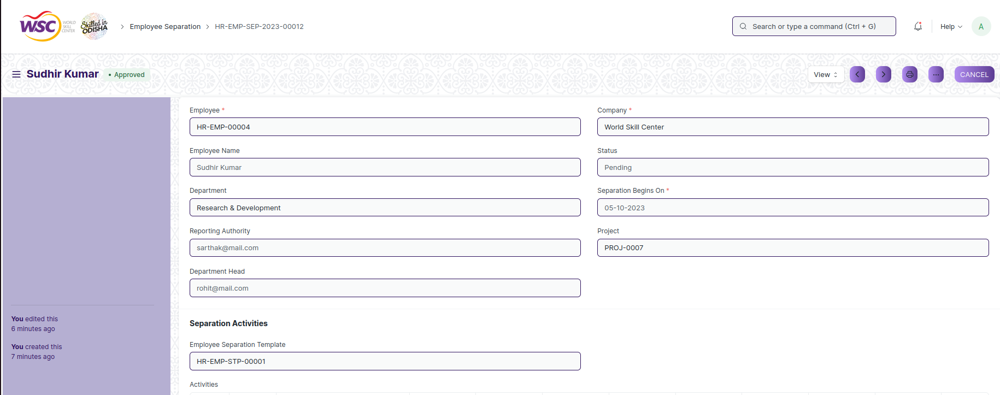 WSC WORLD SKILL CENTER
Skilled in ODISHA
Employee Separation HR-EMP-SEP-2023-00012
Search or type a command (Ctrl + G)
Help
A
Sudhir Kumar
Approved
View
CANCEL
Employee *
HR-EMP-00004
Company *
World Skill Center
Employee Name
Sudhir Kumar
Status
Pending
Department
Research & Development
Separation Begins On *
05-10-2023
Reporting Authority
sarthak@mail.com
Project
PROJ-0007
Department Head
rohit@mail.com
You edited this
6 minutes ago
You created this
7 minutes ago
Separation Activities
Employee Separation Template
HR-EMP-STP-00001
Activities